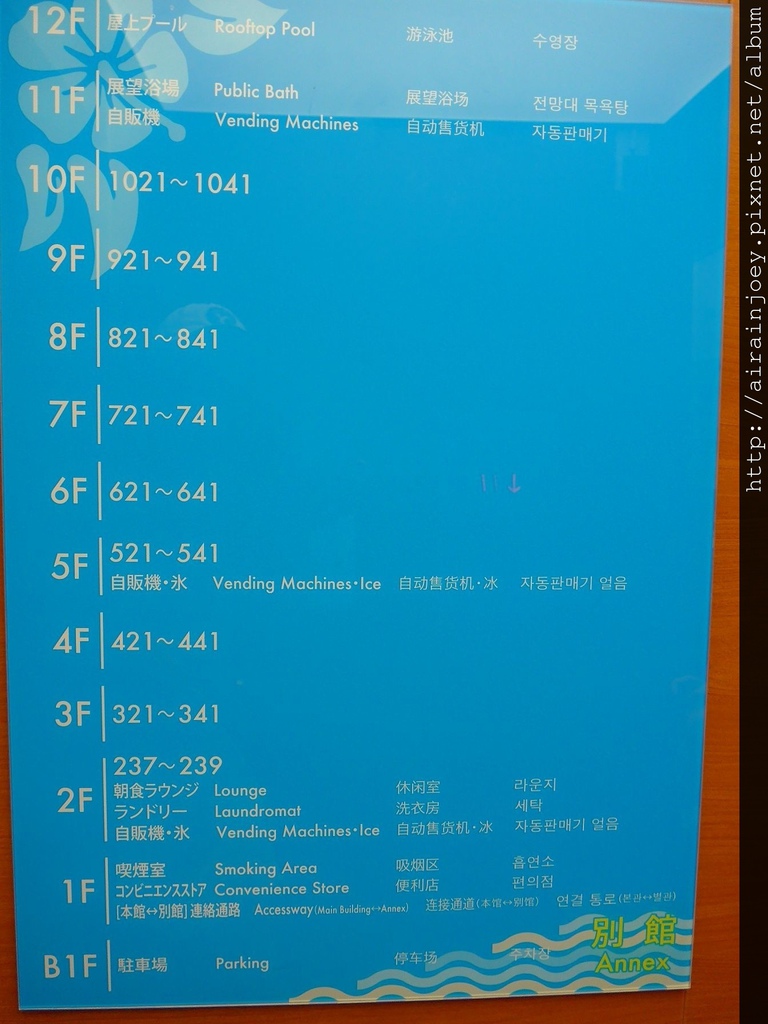 12F 屋上プール Rooftop Pool 游泳池 수영장
11F 展望浴場 Public Bath 展望浴场 전망대 목욕탕
自販機 Vending Machines 自动售货机 자동판매기
10F 1021～1041
9F 921～941
8F 821～841
7F 721～741
6F 621～641
5F 521～541
自販機・氷 Vending Machines・Ice 自动售货机・冰 자동판매기 얼음
4F 421～441
3F 321～341
2F 237～239
朝食ラウンジ Lounge 休闲室 라운지
ランドリー Laundromat 洗衣房 세탁
自販機・氷 Vending Machines・Ice 自动售货机・冰 자동판매기 얼음
1F 喫煙室 Smoking Area 吸烟区 흡연소
コンビニエンスストア Convenience Store 便利店 편의점
[本館↔別館] 連絡通路 Accessway (Main Building↔Annex) 连接通道 (本馆↔别馆) 연결 통로 (본관↔별관)
B1F 駐車場 Parking 停车场 주차장
別館
Annex
http://airainjoey.pixnet.net/album